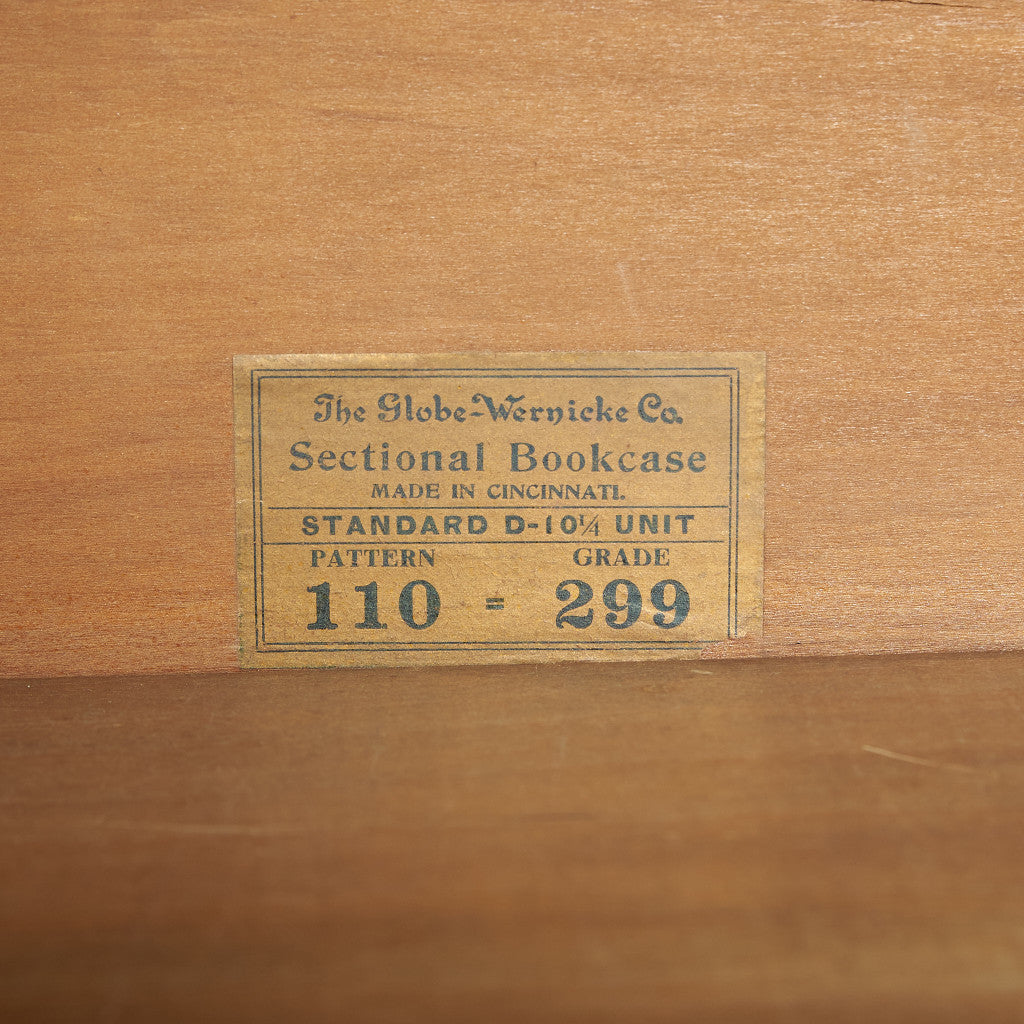 The Globe-Wernicke Co.
Sectional Bookcase
MADE IN CINCINNATI.
STANDARD D-10¼ UNIT
PATTERN GRADE
110 = 299